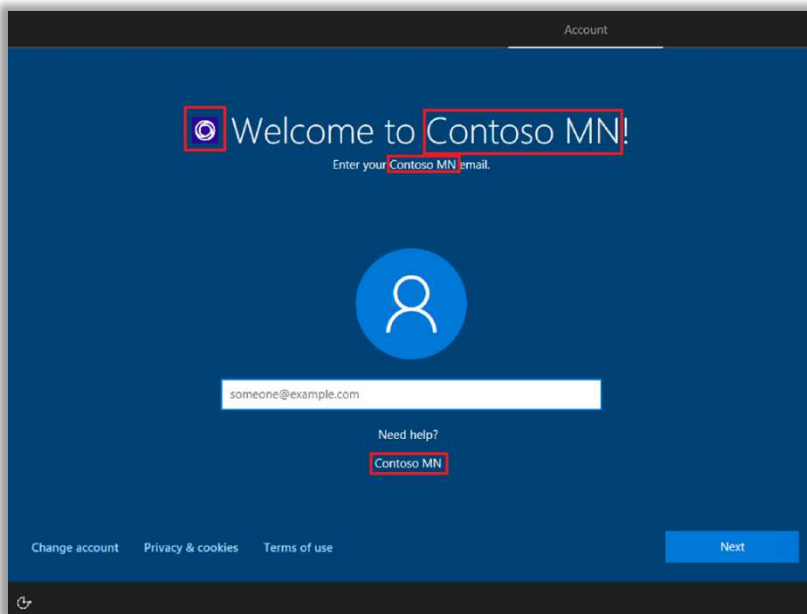 Account
Welcome to Contoso MN!
Enter your Contoso MN email.
someone@example.com
Need help?
Contoso MN
Change account Privacy & cookies Terms of use Next